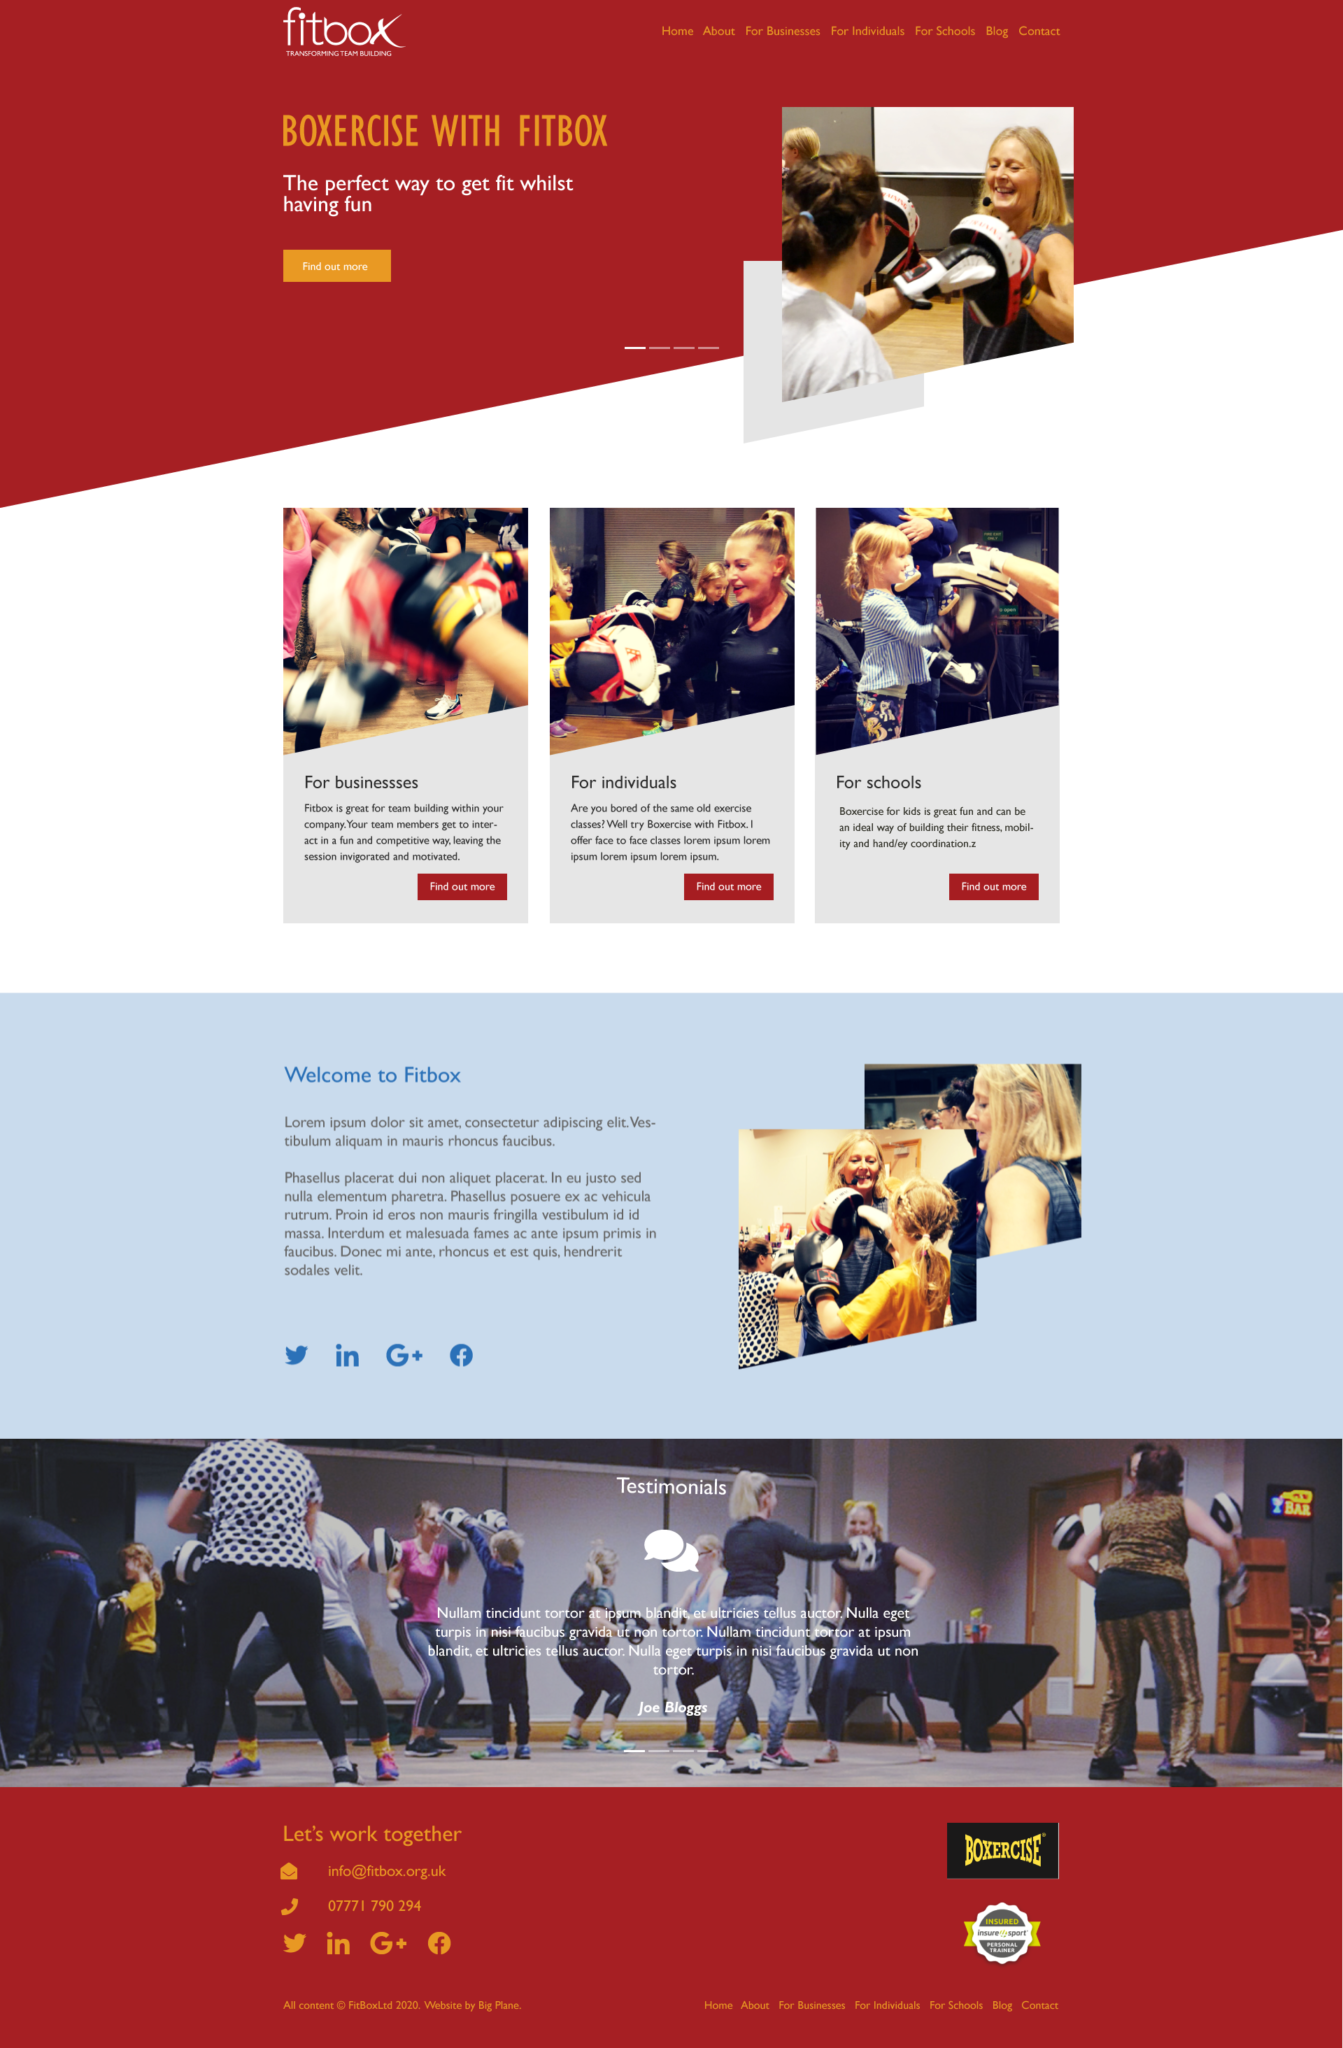 fitbox
TRANSFORMING TEAM BUILDING
Home About For Businesses For Individuals For Schools Blog Contact
BOXERCISE WITH FITBOX
The perfect way to get fit whilst
having fun
Find out more
For businessses
Fitbox is great for team building within your
company. Your team members get to inter-
act in a fun and competitive way, leaving the
session invigorated and motivated.
Find out more
For individuals
Are you bored of the same old exercise
classes? Well try Boxercise with Fitbox. I
offer face to face classes lorem ipsum lorem
ipsum lorem ipsum lorem ipsum.
Find out more
For schools
Boxercise for kids is great fun and can be
an ideal way of building their fitness, mobil-
ity and hand/ey coordination.z
Find out more
Welcome to Fitbox
Lorem ipsum dolor sit amet, consectetur adipiscing elit. Ves-
tibulum aliquam in mauris rhoncus faucibus.
Phasellus placerat dui non aliquet placerat. In eu justo sed
nulla elementum pharetra. Phasellus posuere ex ac vehicula
rutrum. Proin id eros non mauris fringilla vestibulum id id
massa. Interdum et malesuada fames ac ante ipsum primis in
faucibus. Donec mi ante, rhoncus et est quis, hendrerit
sodales velit.
Testimonials
BAR
Nullam tincidunt tortor at ipsum blandit, et ultricies tellus auctor. Nulla eget
turpis in nisi faucibus gravida ut non tortor. Nullam tincidunt tortor at ipsum
blandit, et ultricies tellus auctor. Nulla eget turpis in nisi faucibus gravida ut non
tortor.
Joe Bloggs
Let's work together
info@fitbox.org.uk
07771 790 294
BOXERCISE®
INSURED
insure4sport
PERSONAL
TRAINER
All content © FitBoxLtd 2020. Website by Big Plane.
Home About For Businesses For Individuals For Schools Blog Contact